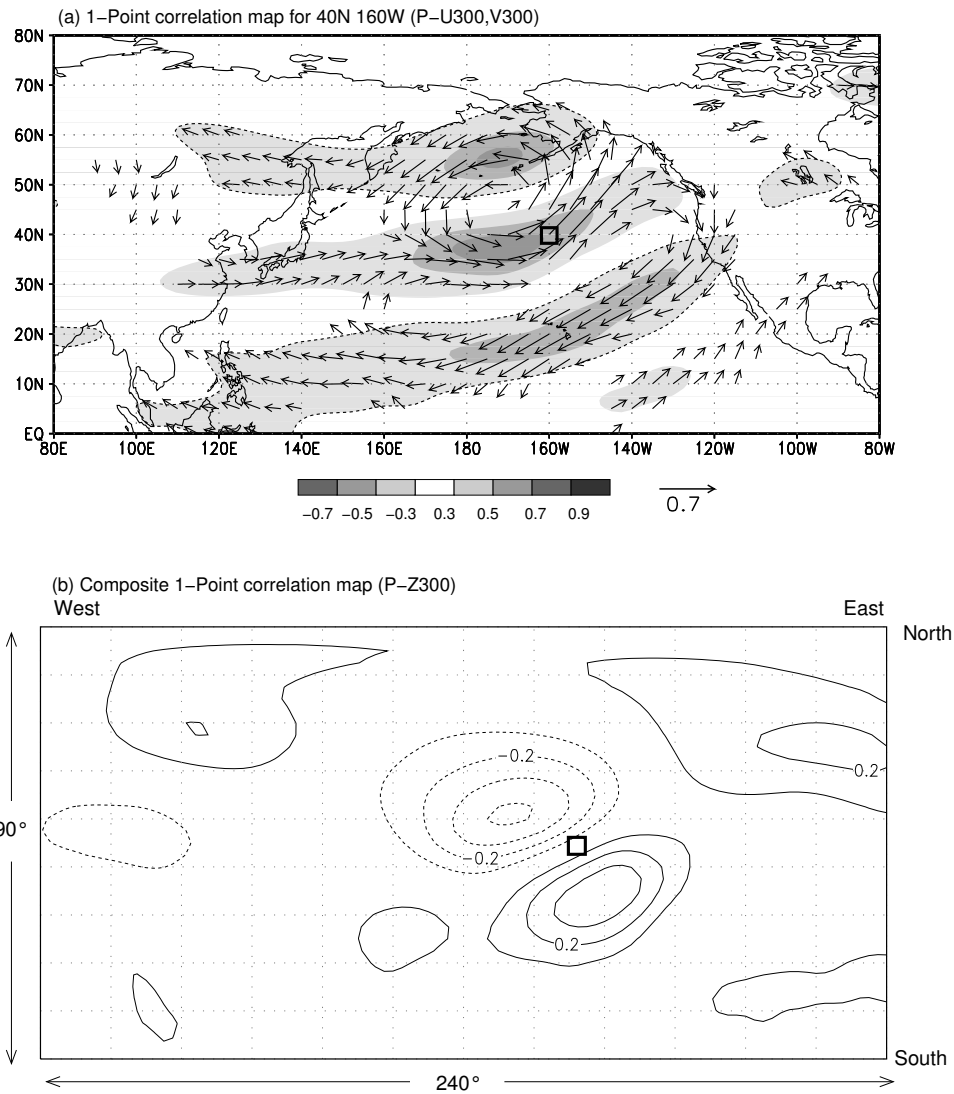 (a) 1−Point correlation map for 40N 160W (P−U300,V300)
80N
70N
60N
50N
40N
30N
20N
10N
EQ
80E 100E 120E 140E 160E 180 160W 140W 120W 100W 80W
−0.7 −0.5 −0.3 0.3 0.5 0.7 0.9
0.7
(b) Composite 1−Point correlation map (P−Z300)
West East
North
−0.2
0.2
90°
−0.2
0.2
South
240°